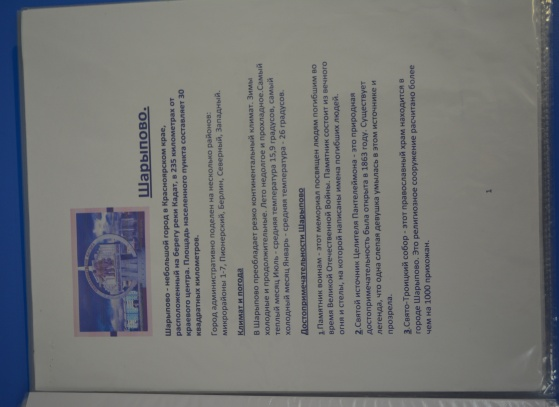 Шарыпово.
Шарыпово - небольшой город в Красноярском крае,
расположенный на берегу реки Кадат, в 235 километрах от
краевого центра. Площадь населенного пункта составляет 30
квадратных километров.
Город административно поделен на несколько районов:
микрорайоны 1-7, Пионерский, Берлин, Северный, Западный.
Климат и погода
В Шарыпово преобладает резко континентальный климат. Зимы
холодные и продолжительные. Лето недолгое и прохладное.Самый
теплый месяц Июль - средняя температура 15,9 градусов, самый
холодный месяц Январь - средняя температура - 26 градусов.
Достопримечательности Шарыпово
1.Памятник воинам - этот мемориал посвящен людям погибшим во
время Великой Отечественной Войны. Памятник состоит из вечного
огня и стелы, на которой написаны имена погибших людей.
2.Святой источник Целителя Пантелеймона - это природная
достопримечательность была открыта в 1863 году. Существует
легенда, что одна слепая девушка умылась в этом источнике и
прозрела.
3.Свято-Троицкий собор - этот православный храм находится в
городе Шарыпово. Это религиозное сооружение расчитано более
чем на 1000 прихожан.
1